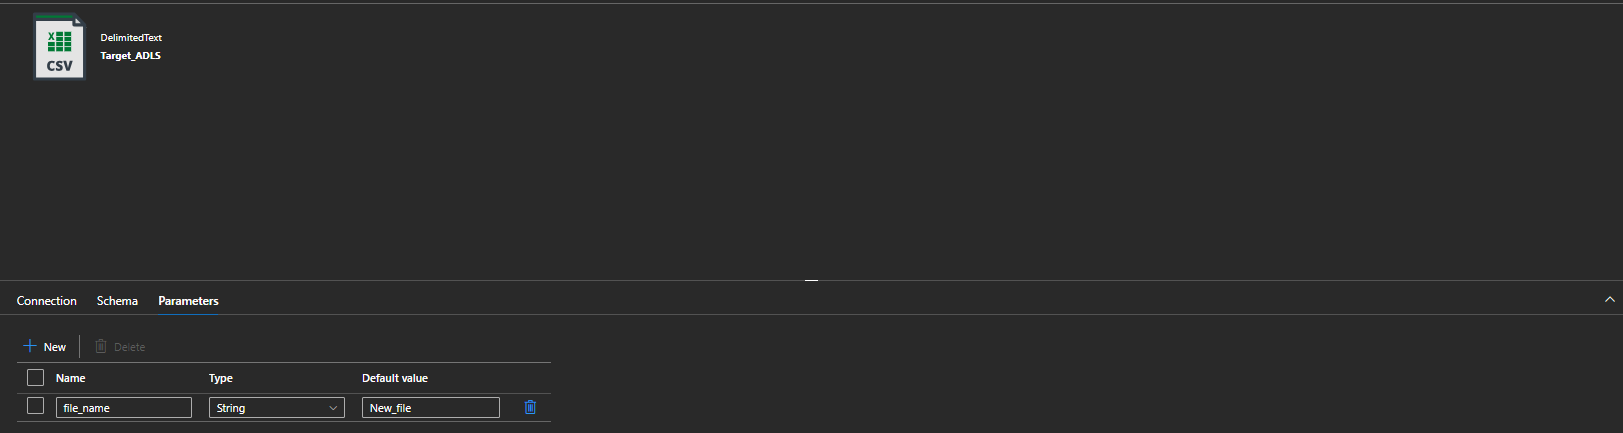 X
CSV
DelimitedText
Target_ADLS
Connection Schema Parameters
New Delete
Name Type Default value
file_name String New_file